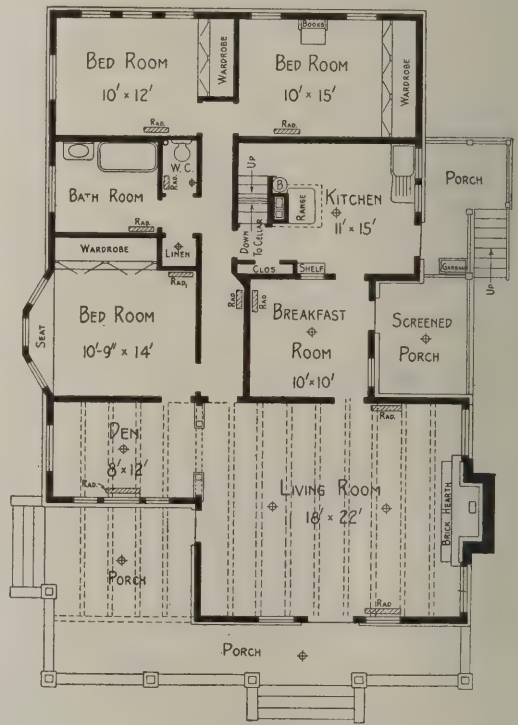 BOOKS
BED ROOM
10' × 12'
WARDROBE
BED ROOM
10' × 15'
WARDROBE
RAD.
RAD.
W.C.
RAD.
BATH ROOM
RAD.
UP
B
RANGE
KITCHEN
11' × 15'
PORCH
DOWN
TO CELLAR
LINEN
WARDROBE
RAD.
CLOS
SHELF
GARBAGE
UP
SEAT
BED ROOM
10'-9" × 14'
RAD.
RAD
BREAKFAST
ROOM
10'×10'
SCREENED
PORCH
RAD.
DEN
8' × 12'
RAD.
LIVING ROOM
18' × 22'
BRICK HEARTH
PORCH
RAD
PORCH